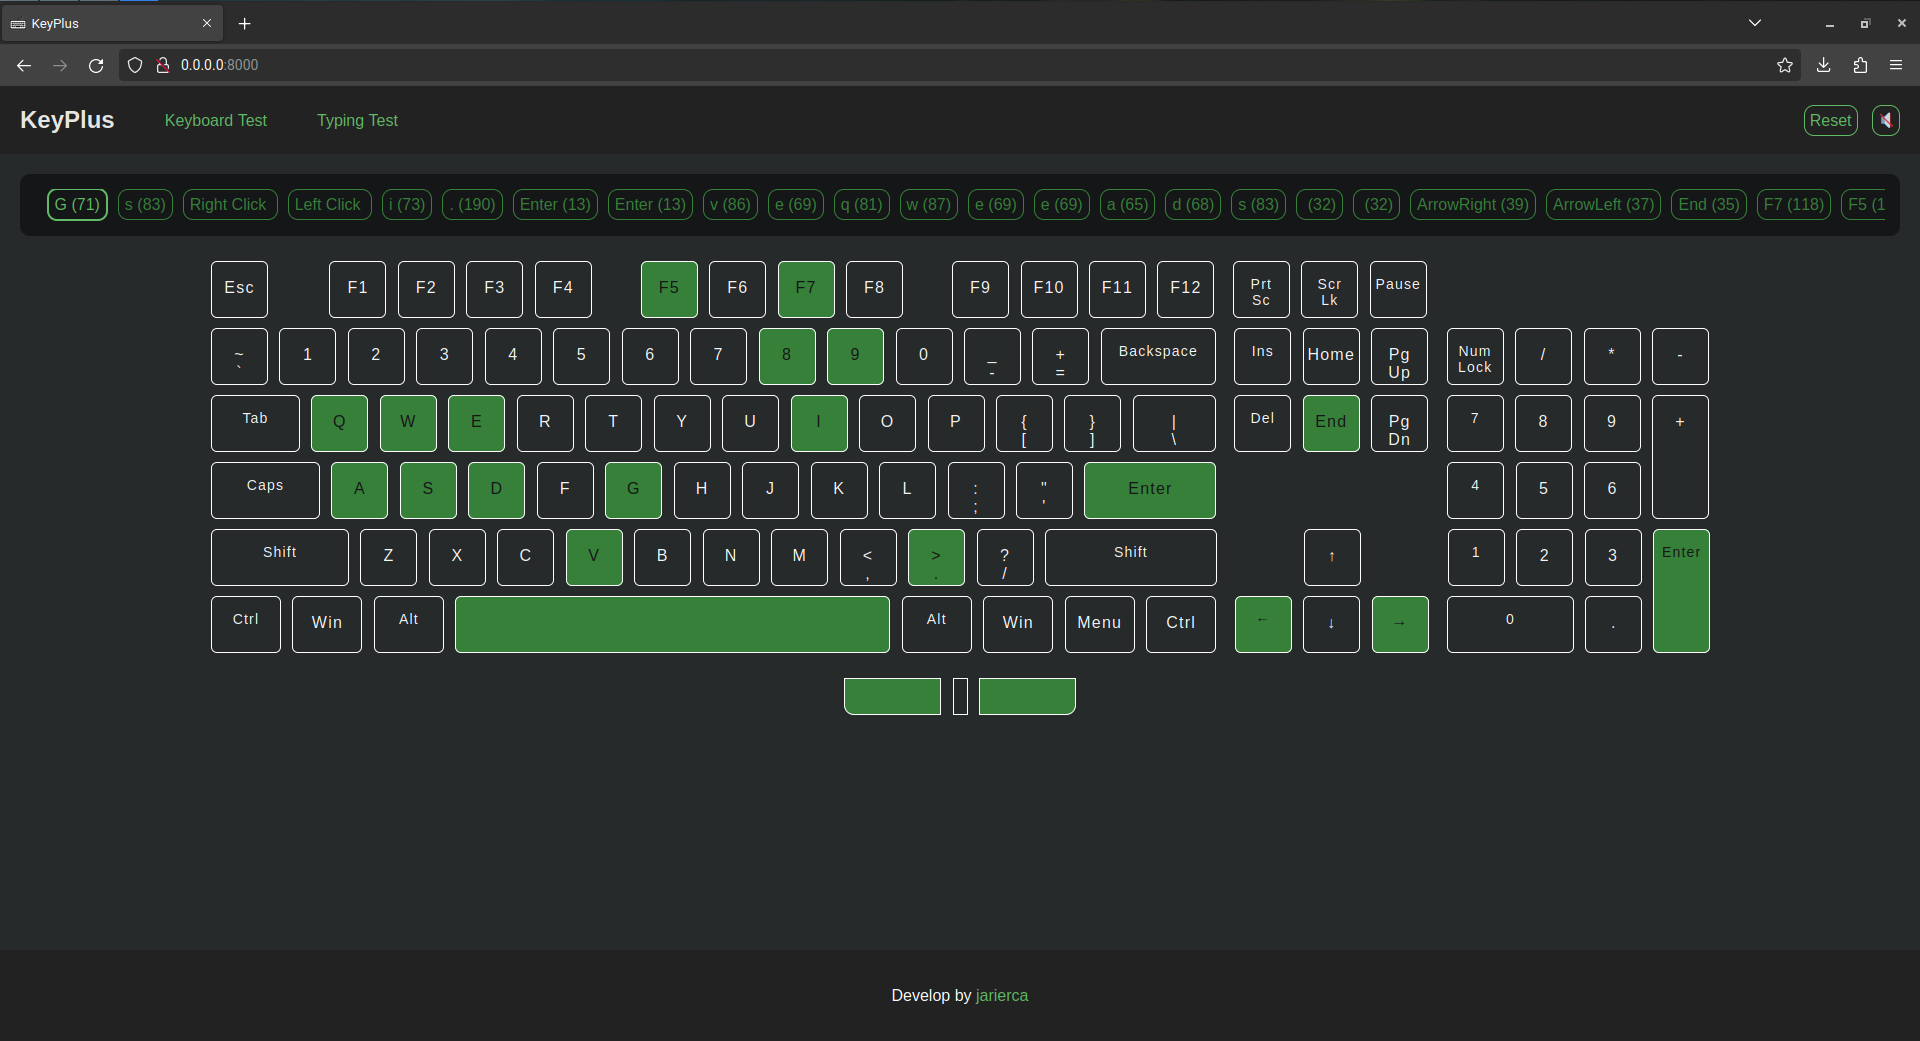 KeyPlus
0.0.0.0:8000
KeyPlus Keyboard Test Typing Test Reset
G (71) s (83) Right Click Left Click i (73) . (190) Enter (13) Enter (13) v (86) e (69) q (81) w (87) e (69) e (69) a (65) d (68) s (83) (32) (32) ArrowRight (39) ArrowLeft (37) End (35) F7 (118) F5 (1
Esc F1 F2 F3 F4 F5 F6 F7 F8 F9 F10 F11 F12 Prt Sc Scr Lk Pause
~ ` 1 2 3 4 5 6 7 8 9 0 _ - + = Backspace Ins Home Pg Up Num Lock / * -
Tab Q W E R T Y U I O P { [ } ] | \ Del End Pg Dn 7 8 9 +
Caps A S D F G H J K L : ; " ' Enter 4 5 6
Shift Z X C V B N M < , > . ? / Shift ↑ 1 2 3 Enter
Ctrl Win Alt Alt Win Menu Ctrl ← ↓ → 0 .
Develop by jarierca